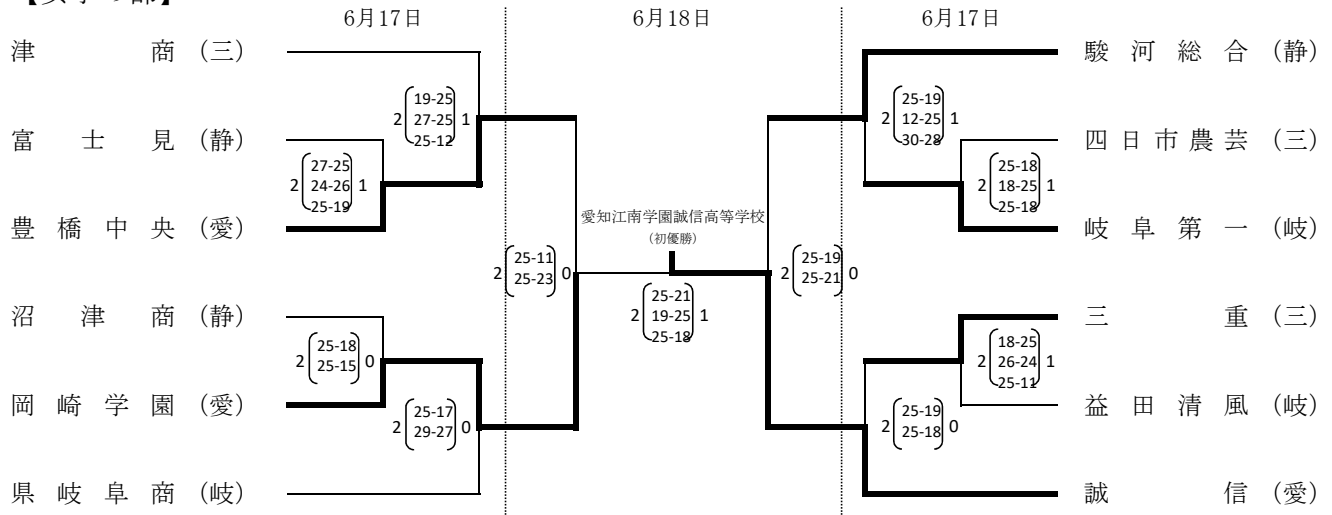 6月17日 6月18日 6月17日
津商(三) 駿河総合(静)
2 19-25 27-25 25-12 1
2 25-19 12-25 30-28 1
富士見(静) 四日市農芸(三)
2 27-25 24-26 25-19 1
2 25-18 18-25 25-18 1
豊橋中央(愛) 岐阜第一(岐)
愛知江南学園誠信高等学校
(初優勝)
2 25-11 25-23 0
2 25-19 25-21 0
2 25-21 19-25 25-18 1
沼津商(静) 三重(三)
2 25-18 25-15 0
2 18-25 26-24 25-11 1
岡崎学園(愛) 益田清風(岐)
2 25-17 29-27 0
2 25-19 25-18 0
県岐阜商(岐) 誠信(愛)